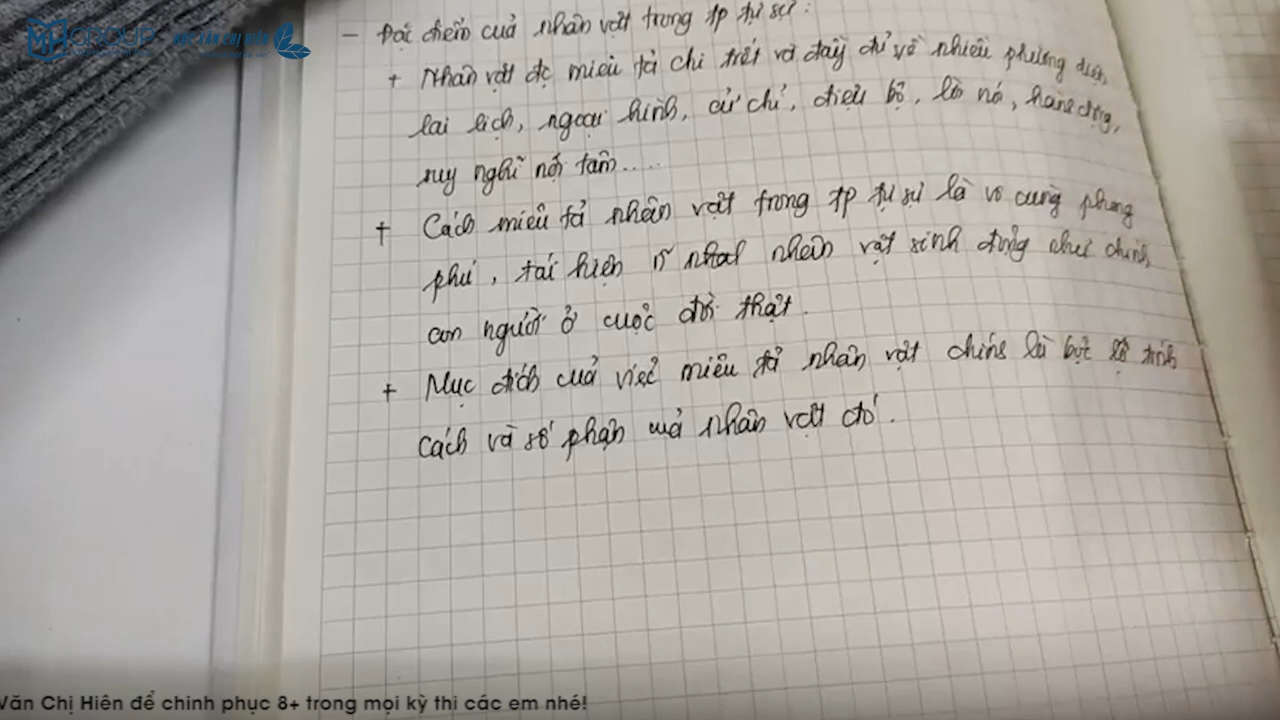 MH GROUP HỌC VĂN CHỊ HIÊN
- Đặc điểm của nhân vật trong tp tự sự:
+ Nhân vật đc miêu tả chi tiết và đầy đủ về nhiều phương diện
lai lịch, ngoại hình, cử chỉ, điệu bộ, lời nói, hành động,
suy nghĩ nội tâm.....
+ Cách miêu tả nhân vật trong tp tự sự là vô cùng phong
phú, tái hiện nhân vật sinh động như chính
con người ở cuộc đời thật.
+ Mục đích của việc miêu tả nhân vật chính là bộc lộ tính
cách và số phận của nhân vật đó.
Văn Chị Hiên để chinh phục 8+ trong mọi kỳ thi các em nhé!